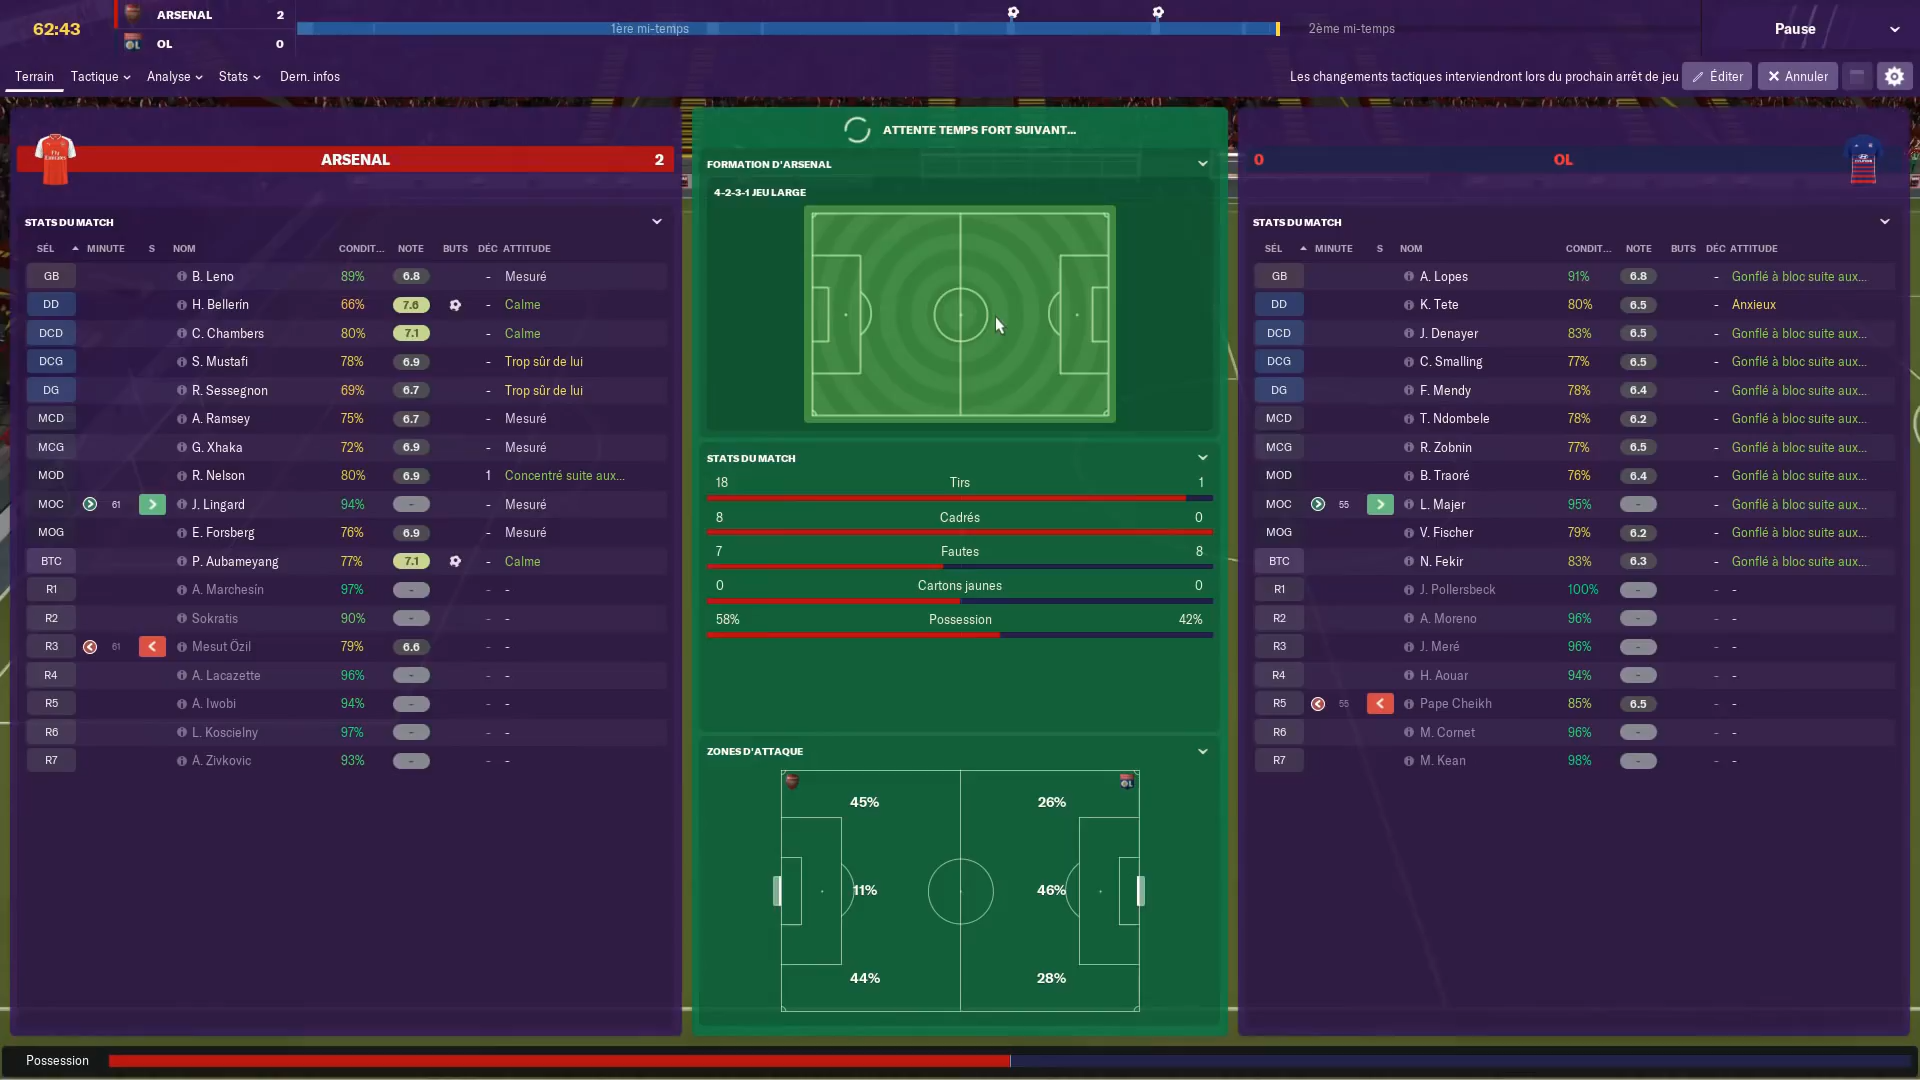 62:43
ARSENAL 2
OL 0
1ère mi-temps
2ème mi-temps
Pause
Terrain Tactique Analyse Stats Dern. infos
Les changements tactiques interviendront lors du prochain arrêt de jeu Éditer Annuler
ARSENAL 2
STATS DU MATCH
SÉL MINUTE S NOM CONDIT... NOTE BUTS DÉC ATTITUDE
GB B. Leno 89% 6.8 - Mesuré
DD H. Bellerín 66% 7.6 - Calme
DCD C. Chambers 80% 7.1 - Calme
DCG S. Mustafi 78% 6.9 - Trop sûr de lui
DG R. Sessegnon 69% 6.7 - Trop sûr de lui
MCD A. Ramsey 75% 6.7 - Mesuré
MCG G. Xhaka 72% 6.9 - Mesuré
MOD R. Nelson 80% 6.9 1 Concentré suite aux...
MOC 61 J. Lingard 94% - - Mesuré
MOG E. Forsberg 76% 6.9 - Mesuré
BTC P. Aubameyang 77% 7.1 - Calme
R1 A. Marchesín 97% - - -
R2 Sokratis 90% - - -
R3 61 Mesut Özil 79% 6.6 - -
R4 A. Lacazette 96% - - -
R5 A. Iwobi 94% - - -
R6 L. Koscielny 97% - - -
R7 A. Zivkovic 93% - - -
ATTENTE TEMPS FORT SUIVANT...
FORMATION D'ARSENAL
4-2-3-1 JEU LARGE
STATS DU MATCH
18 Tirs 1
8 Cadrés 0
7 Fautes 8
0 Cartons jaunes 0
58% Possession 42%
ZONES D'ATTAQUE
OL
45% 26%
11% 46%
44% 28%
0 OL
STATS DU MATCH
SÉL MINUTE S NOM CONDIT... NOTE BUTS DÉC ATTITUDE
GB A. Lopes 91% 6.8 - Gonflé à bloc suite aux...
DD K. Tete 80% 6.5 - Anxieux
DCD J. Denayer 83% 6.5 - Gonflé à bloc suite aux...
DCG C. Smalling 77% 6.5 - Gonflé à bloc suite aux...
DG F. Mendy 78% 6.4 - Gonflé à bloc suite aux...
MCD T. Ndombele 78% 6.2 - Gonflé à bloc suite aux...
MCG R. Zobnin 77% 6.5 - Gonflé à bloc suite aux...
MOD B. Traoré 76% 6.4 - Gonflé à bloc suite aux...
MOC 55 L. Majer 95% - - Gonflé à bloc suite aux...
MOG V. Fischer 79% 6.2 - Gonflé à bloc suite aux...
BTC N. Fekir 83% 6.3 - Gonflé à bloc suite aux...
R1 J. Pollersbeck 100% - - -
R2 A. Moreno 96% - - -
R3 J. Meré 96% - - -
R4 H. Aouar 94% - - -
R5 55 Pape Cheikh 85% 6.5 - -
R6 M. Cornet 96% - - -
R7 M. Kean 98% - - -
Possession